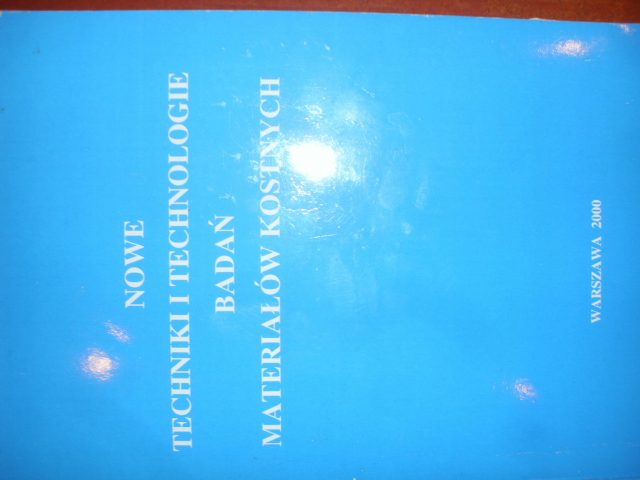 NOWE
TECHNIKI I TECHNOLOGIE
BADAŃ
MATERIAŁÓW KOSTNYCH
WARSZAWA 2000